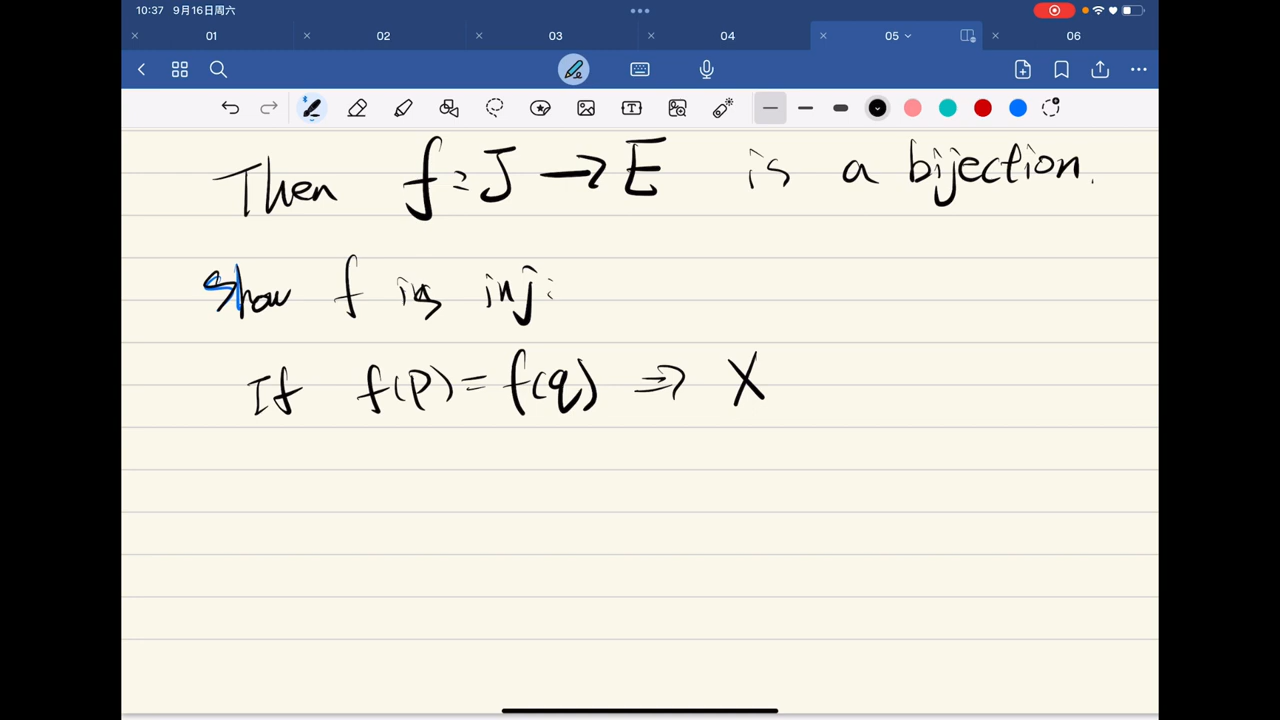 10:37 9月16日周六
01 02 03 04 05 06
T
Then f: J → E is a bijection.
Show f is inj:
If f(p) = f(q) ⇒ X